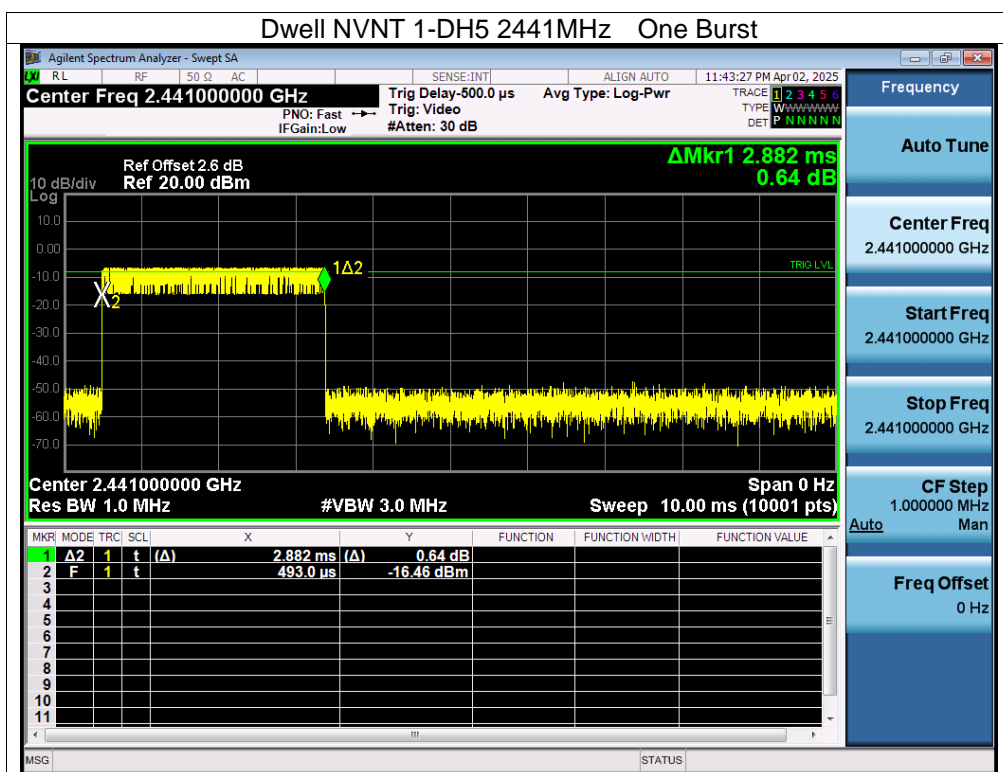 Dwell NVNT 1-DH5 2441MHz One Burst
Agilent Spectrum Analyzer - Swept SA
LXI RL RF 50 Ω AC SENSE:INT ALIGN AUTO 11:43:27 PM Apr 02, 2025
Center Freq 2.441000000 GHz Trig Delay-500.0 µs Avg Type: Log-Pwr TRACE 1 2 3 4 5 6
PNO: Fast Trig: Video TYPE WWWWWWW
IFGain:Low #Atten: 30 dB DET P N N N N N
Frequency
ΔMkr1 2.882 ms
0.64 dB
Ref Offset 2.6 dB
10 dB/div Ref 20.00 dBm
Log
10.0
0.00
-10.0
-20.0
-30.0
-40.0
-50.0
-60.0
-70.0
1Δ2
TRIG LVL
2
Center 2.441000000 GHz Span 0 Hz
Res BW 1.0 MHz #VBW 3.0 MHz Sweep 10.00 ms (10001 pts)
MKR MODE TRC SCL X Y FUNCTION FUNCTION WIDTH FUNCTION VALUE
1 Δ2 1 t (Δ) 2.882 ms (Δ) 0.64 dB
2 F 1 t 493.0 µs -16.46 dBm
3
4
5
6
7
8
9
10
11
Auto Tune
Center Freq
2.441000000 GHz
Start Freq
2.441000000 GHz
Stop Freq
2.441000000 GHz
CF Step
1.000000 MHz
Auto Man
Freq Offset
0 Hz
MSG STATUS